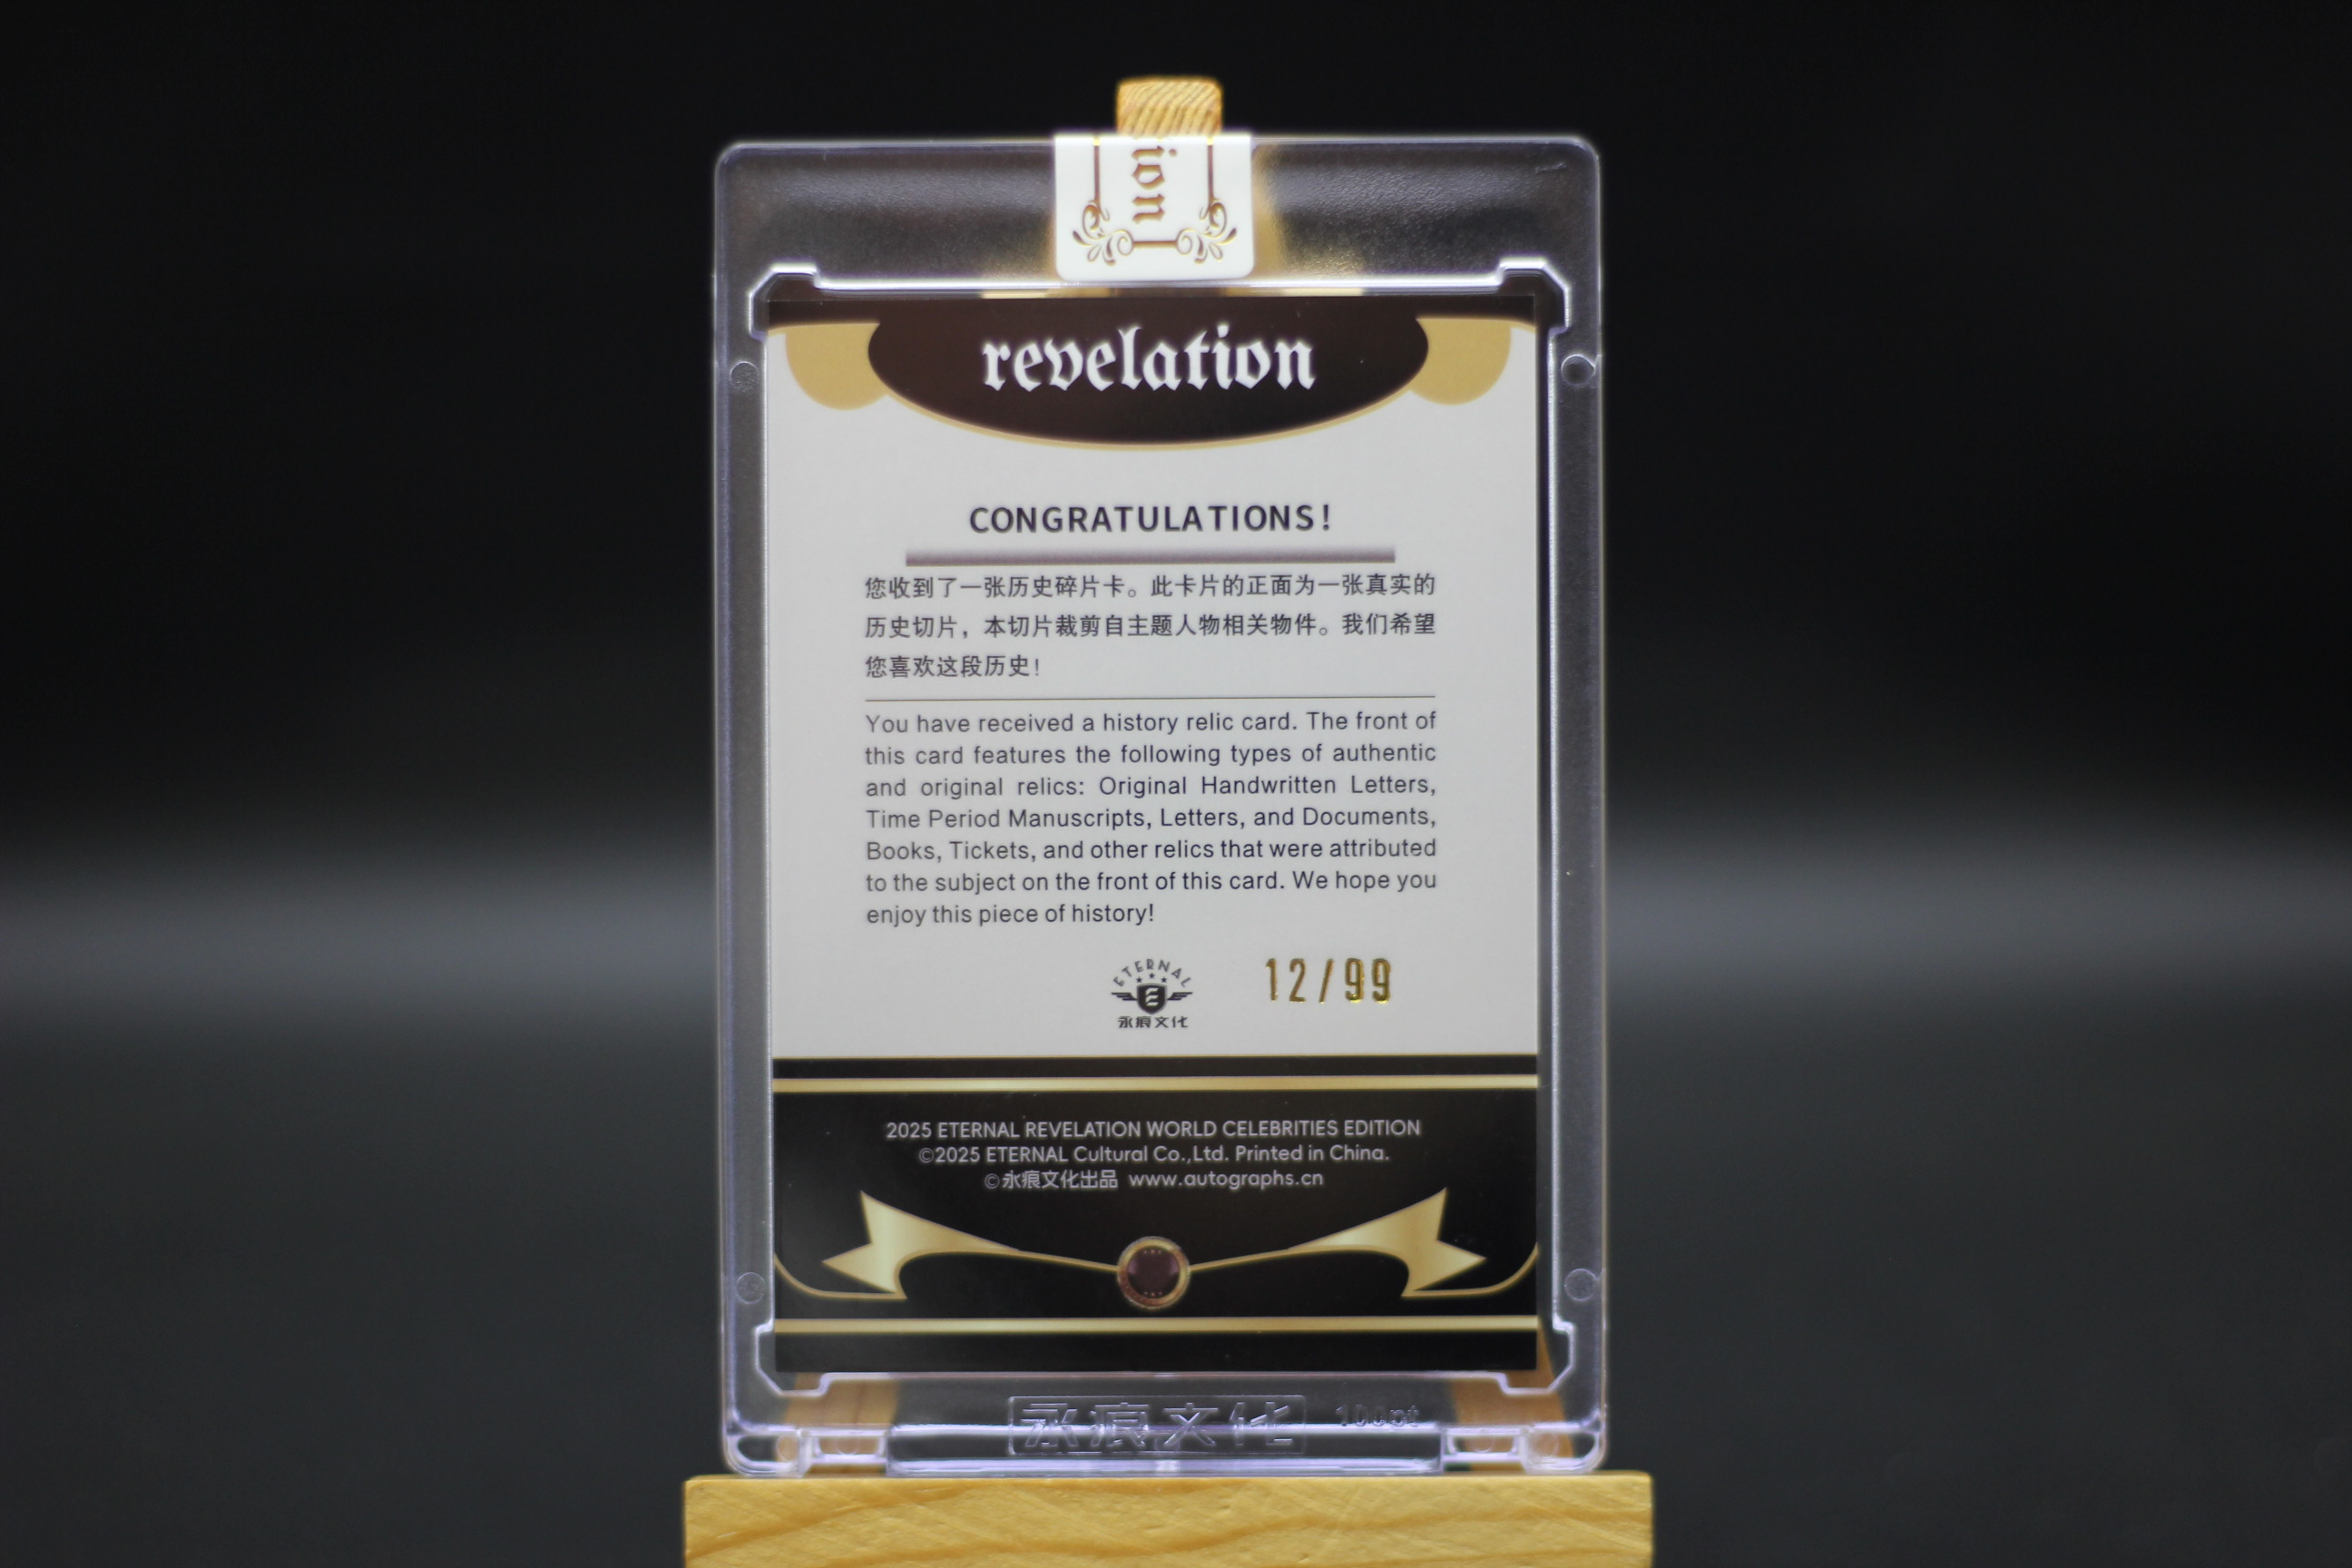 ion
revelation
CONGRATULATIONS!
您收到了一张历史碎片卡。此卡片的正面为一张真实的
历史切片，本切片裁剪自主题人物相关物件。我们希望
您喜欢这段历史！
You have received a history relic card. The front of
this card features the following types of authentic
and original relics: Original Handwritten Letters,
Time Period Manuscripts, Letters, and Documents,
Books, Tickets, and other relics that were attributed
to the subject on the front of this card. We hope you
enjoy this piece of history!
ETERNAL
E
永痕文化
12/99
2025 ETERNAL REVELATION WORLD CELEBRITIES EDITION
©2025 ETERNAL Cultural Co.,Ltd. Printed in China.
©永痕文化出品 www.autographs.cn
永痕文化 100pt